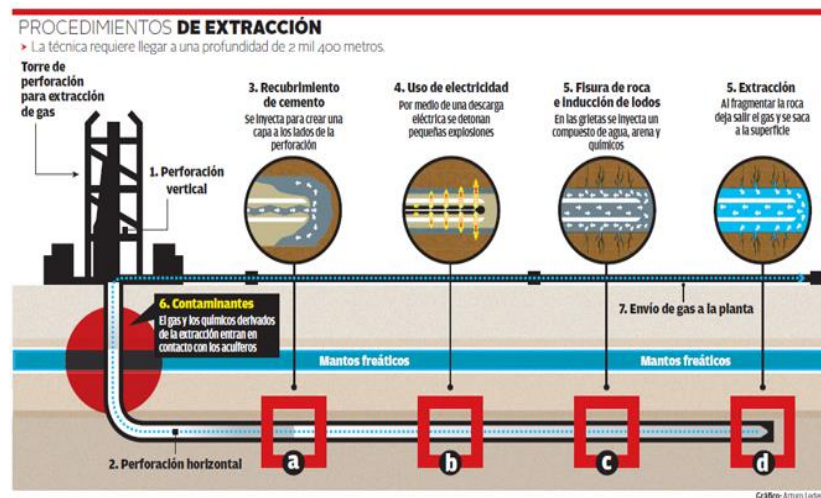 PROCEDIMIENTOS DE EXTRACCIÓN
➤ La técnica requiere llegar a una profundidad de 2 mil 400 metros.
Torre de
perforación
para extracción
de gas
1. Perforación
vertical
3. Recubrimiento
de cemento
Se inyecta para crear una
capa a los lados de la
perforación
4. Uso de electricidad
Por medio de una descarga
eléctrica se detonan
pequeñas explosiones
5. Fisura de roca
e inducción de lodos
En las grietas se inyecta un
compuesto de agua, arena y
químicos
5. Extracción
Al fragmentar la roca
deja salir el gas y se saca
a la superficie
6. Contaminantes
El gas y los químicos derivados
de la extracción entran en
contacto con los acuíferos
7. Envío de gas a la planta
Mantos freáticos
Mantos freáticos
2. Perforación horizontal
a
b
c
d
Gráfico: Arturo